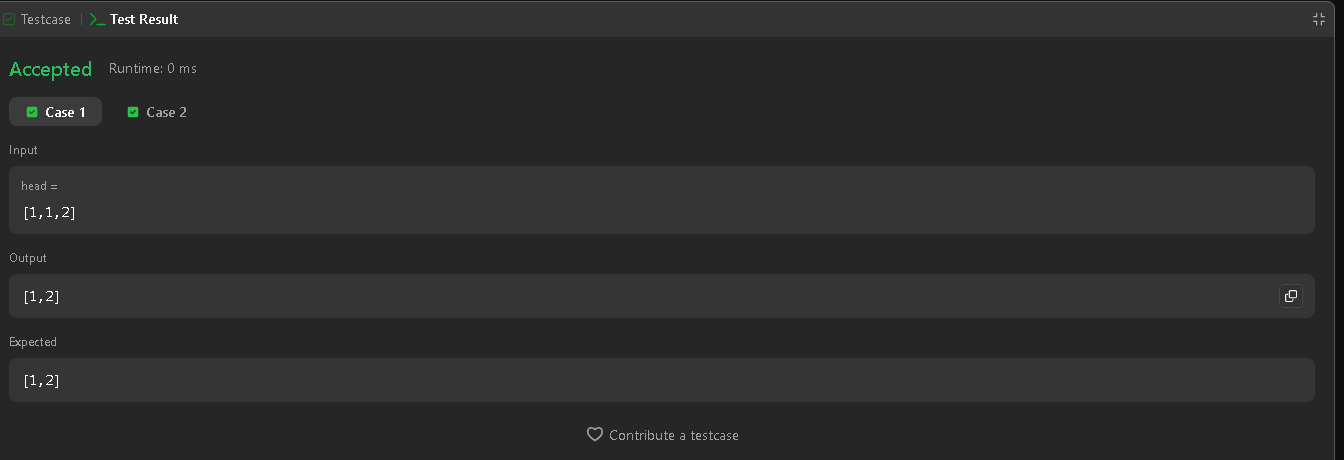 Testcase | Test Result
Accepted Runtime: 0 ms
Case 1 Case 2
Input
head =
[1,1,2]
Output
[1,2]
Expected
[1,2]
Contribute a testcase